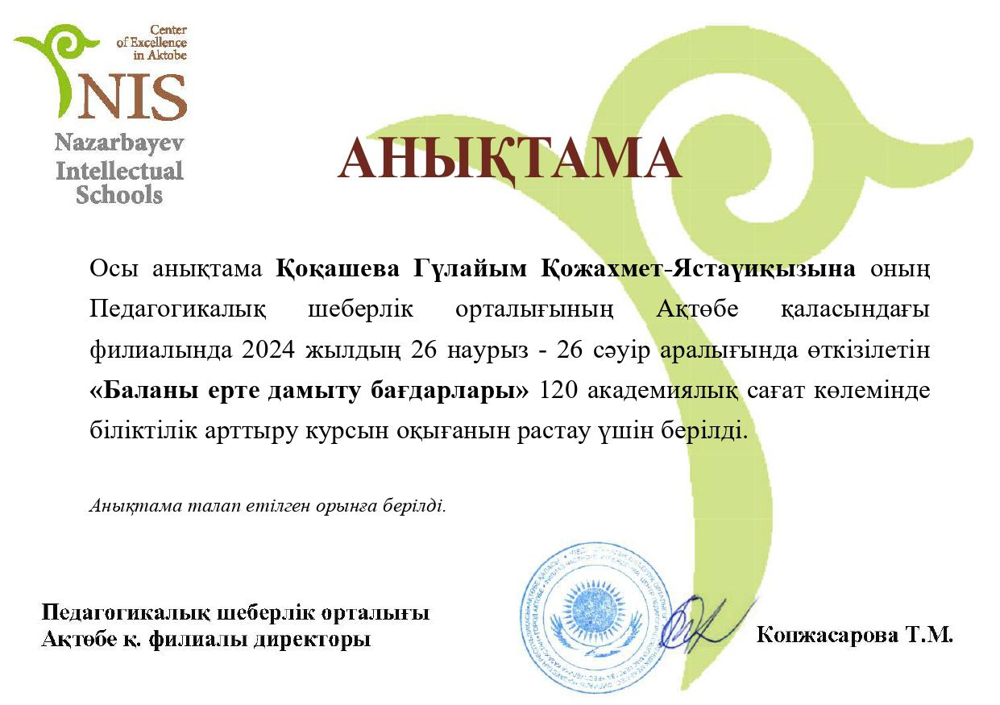 Center
of Excellence
in Aktobe
NIS
Nazarbayev
Intellectual
Schools
АНЫҚТАМА
Осы анықтама Қоқашева Гүлайым Қожахмет-Ястаүиқызына оның
Педагогикалық шеберлік орталығының Ақтөбе қаласындағы
филиалында 2024 жылдың 26 наурыз - 26 сәуір аралығында өткізілетін
«Баланы ерте дамыту бағдарлары» 120 академиялық сағат көлемінде
біліктілік арттыру курсын оқығанын растау үшін берілді.
Анықтама талап етілген орынға берілді.
Педагогикалық шеберлік орталығы
Ақтөбе қ. филиалы директоры
Копжасарова Т.М.